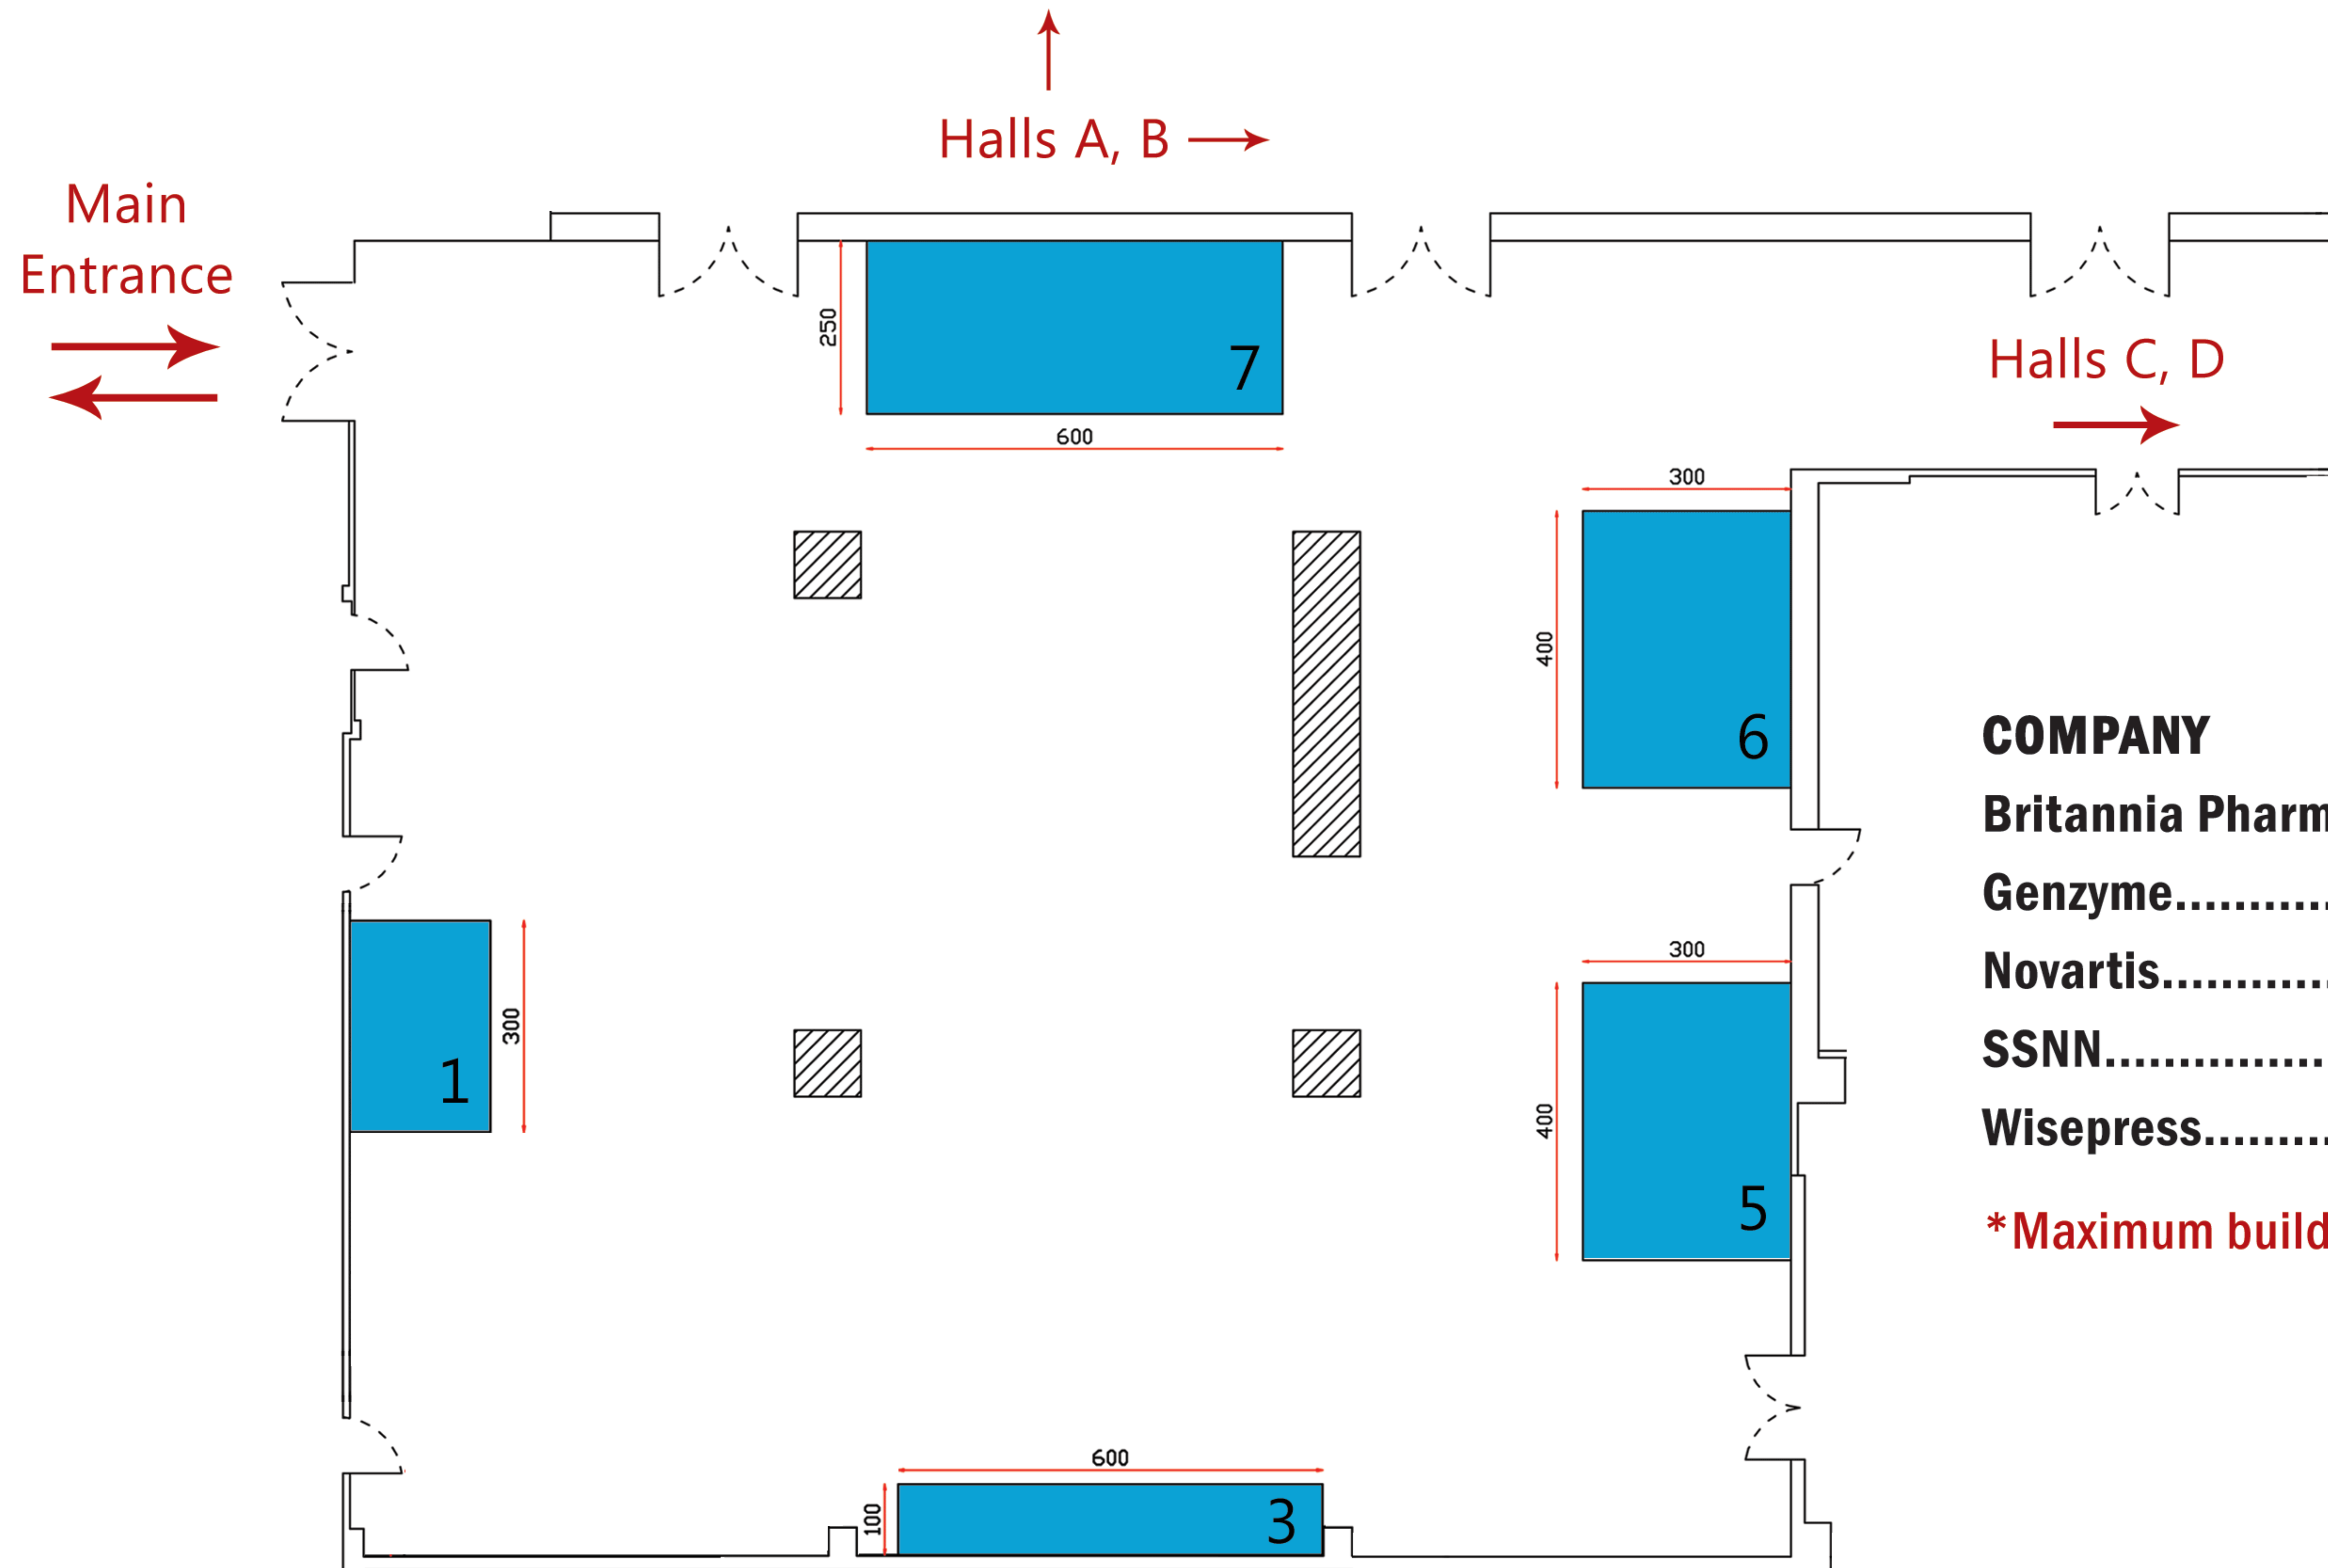 Halls A, B
Main
Entrance
250
7
600
Halls C, D
300
400
6
COMPANY
Britannia Pharm
Genzyme...........
Novartis............
SSNN...............
Wisepress.........
*Maximum build
300
1
300
400
5
600
100
3